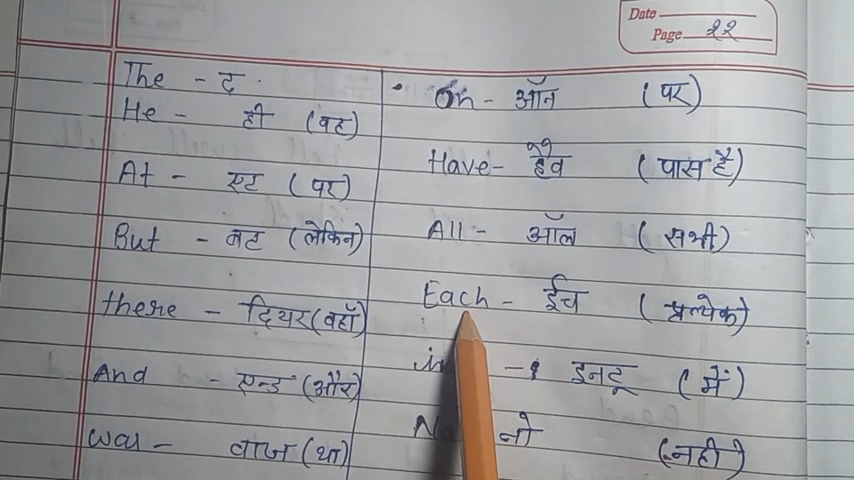 Date
Page 22
The - द
He - ही (वह)
At - एट (पर)
But - बट (लेकिन)
there - दियर (वहाँ)
And - एन्ड (और)
was - वाज (था)
On - ऑन (पर)
Have - हैव (पास है)
All - ऑल (सभी)
Each - ईच (प्रत्येक)
- इनटू (में)
नो (नही)